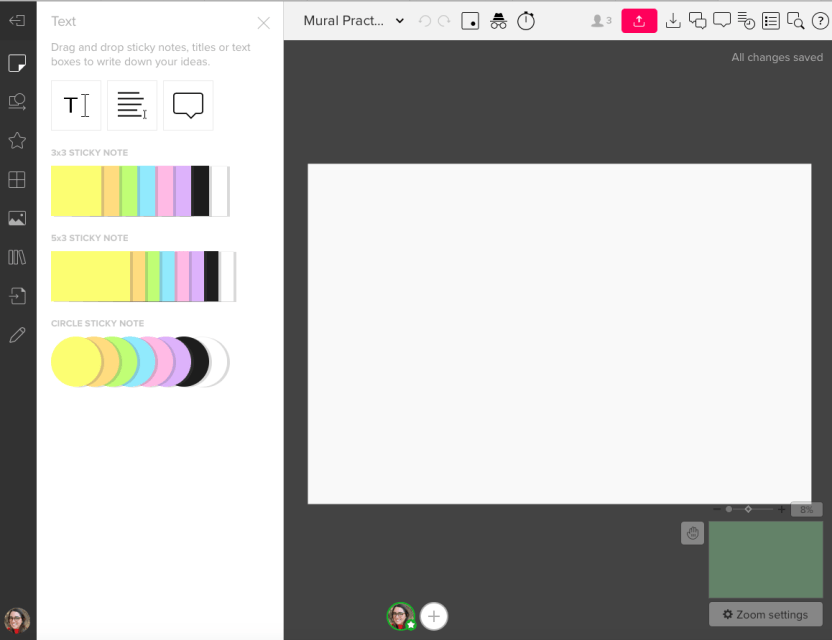 Text
Drag and drop sticky notes, titles or text
boxes to write down your ideas.
T
3x3 STICKY NOTE
5x3 STICKY NOTE
CIRCLE STICKY NOTE
Mural Pract...
3
?
All changes saved
8%
Zoom settings